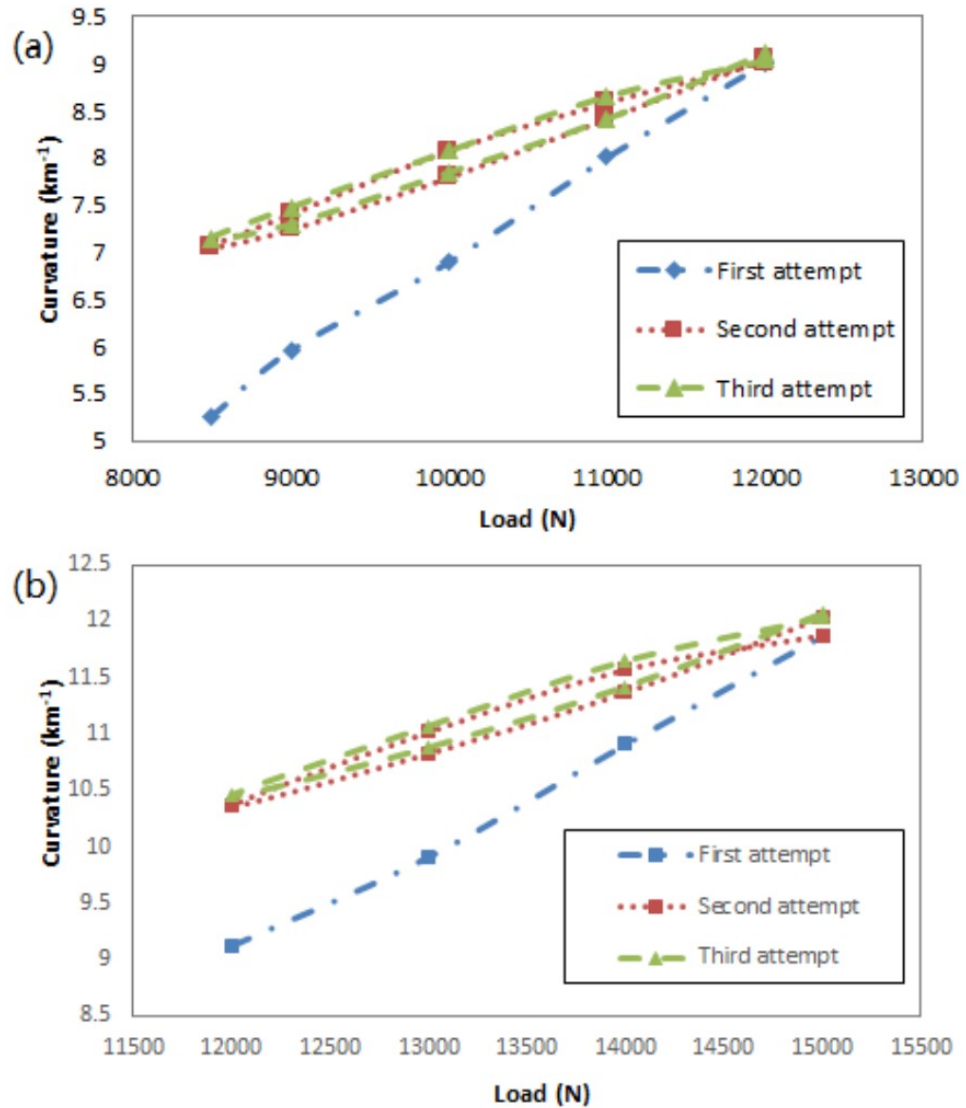 (a)
9.5
9
8.5
8
7.5
7
6.5
6
5.5
5
Curvature (km-1)
8000 9000 10000 11000 12000 13000
Load (N)
First attempt
Second attempt
Third attempt
(b)
12.5
12
11.5
11
10.5
10
9.5
9
8.5
Curvature (km-1)
11500 12000 12500 13000 13500 14000 14500 15000 15500
Load (N)
First attempt
Second attempt
Third attempt